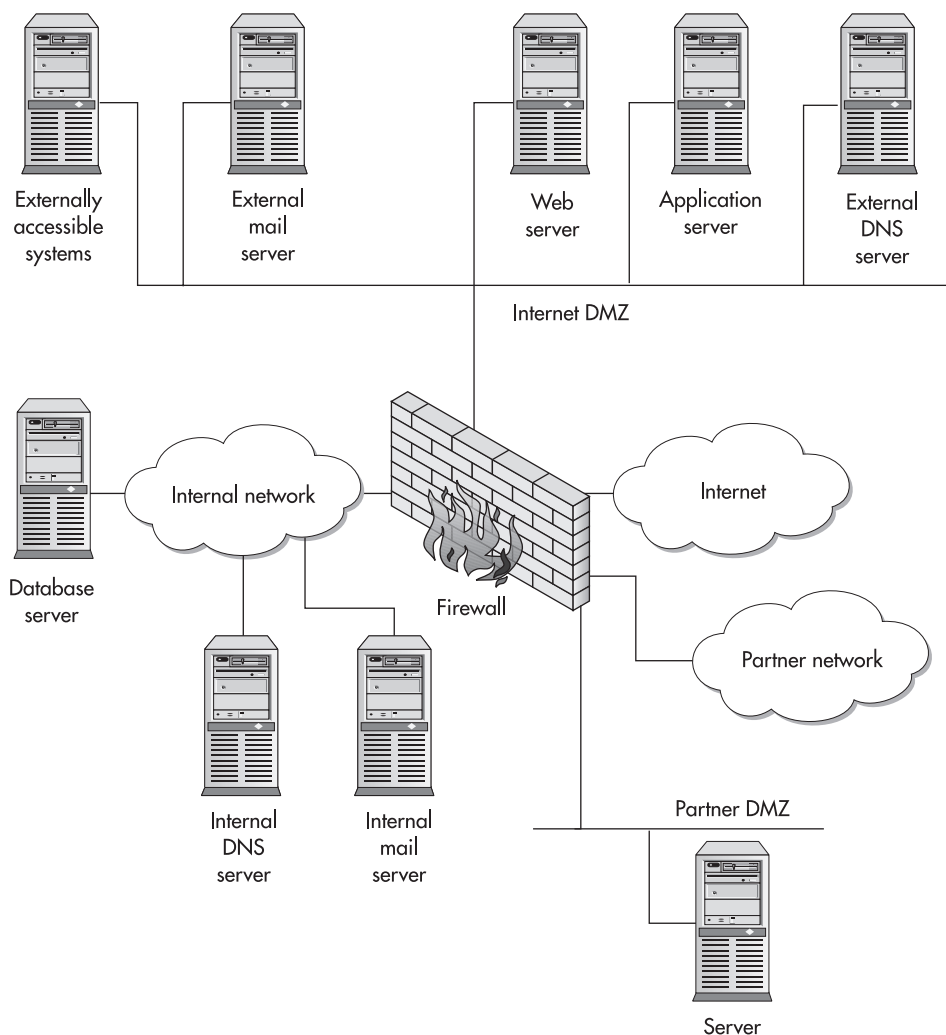 Externally
accessible
systems
External
mail
server
Web
server
Application
server
External
DNS
server
Internet DMZ
Database
server
Internal network
Firewall
Internet
Partner network
Internal
DNS
server
Internal
mail
server
Partner DMZ
Server